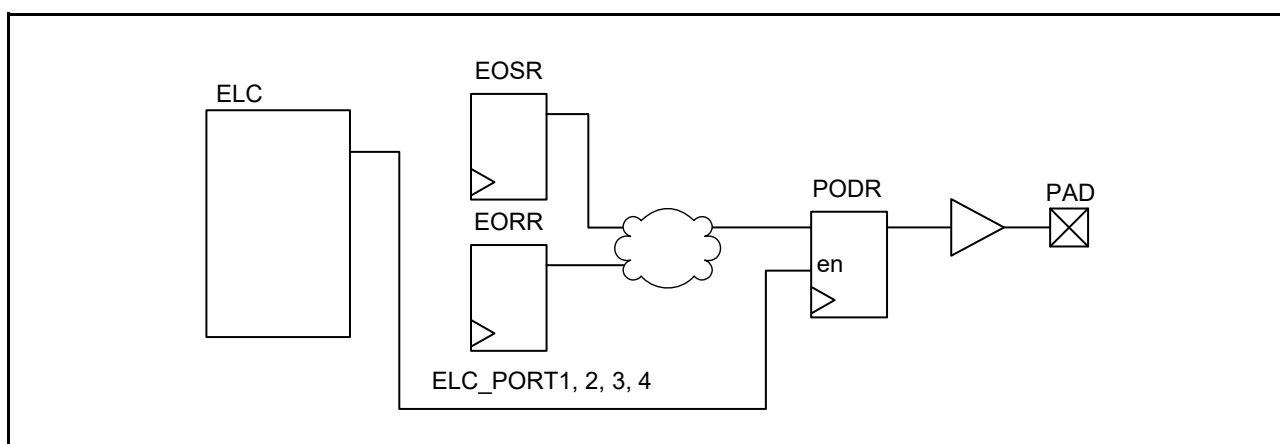 EOSR
ELC
PODR
PAD
EORR
en
ELC_PORT1, 2, 3, 4